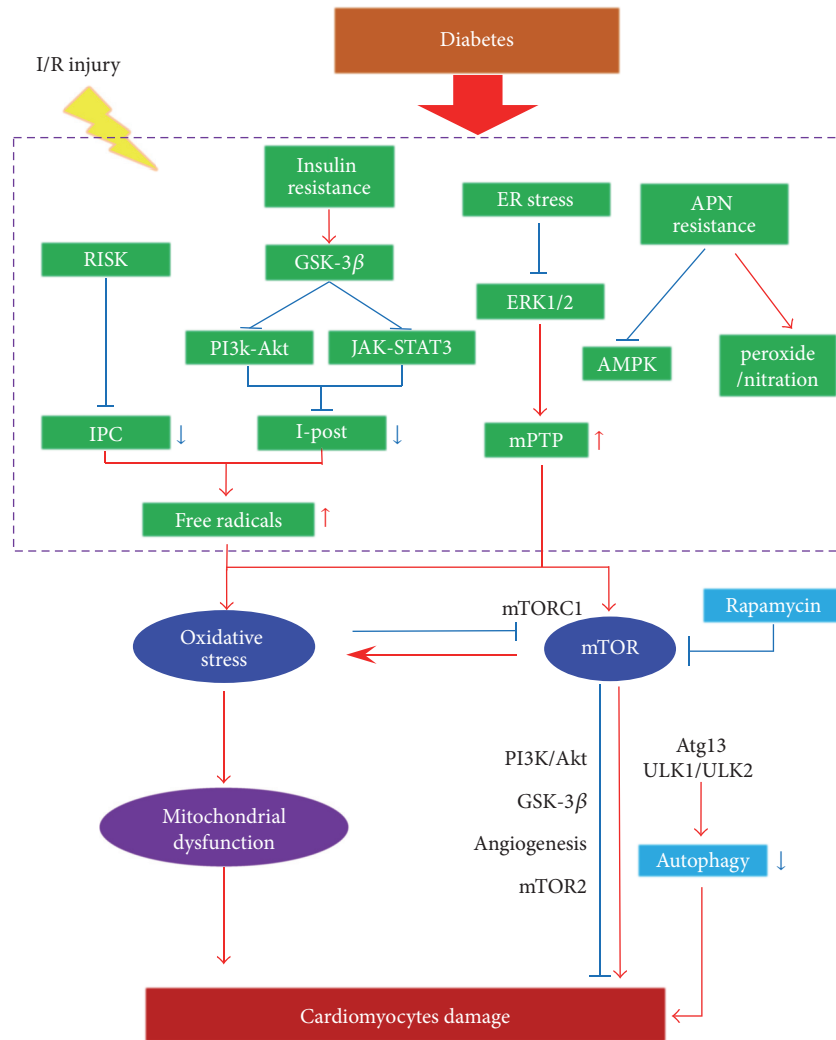 Diabetes
I/R injury
Insulin
resistance
ER stress
APN
resistance
RISK
GSK-3β
ERK1/2
PI3k-Akt
JAK-STAT3
AMPK
peroxide
/nitration
IPC ↓
I-post ↓
mPTP ↑
Free radicals ↑
mTORC1
Rapamycin
Oxidative
stress
mTOR
PI3K/Akt
GSK-3β
Angiogenesis
mTOR2
Atg13
ULK1/ULK2
Mitochondrial
dysfunction
Autophagy ↓
Cardiomyocytes damage